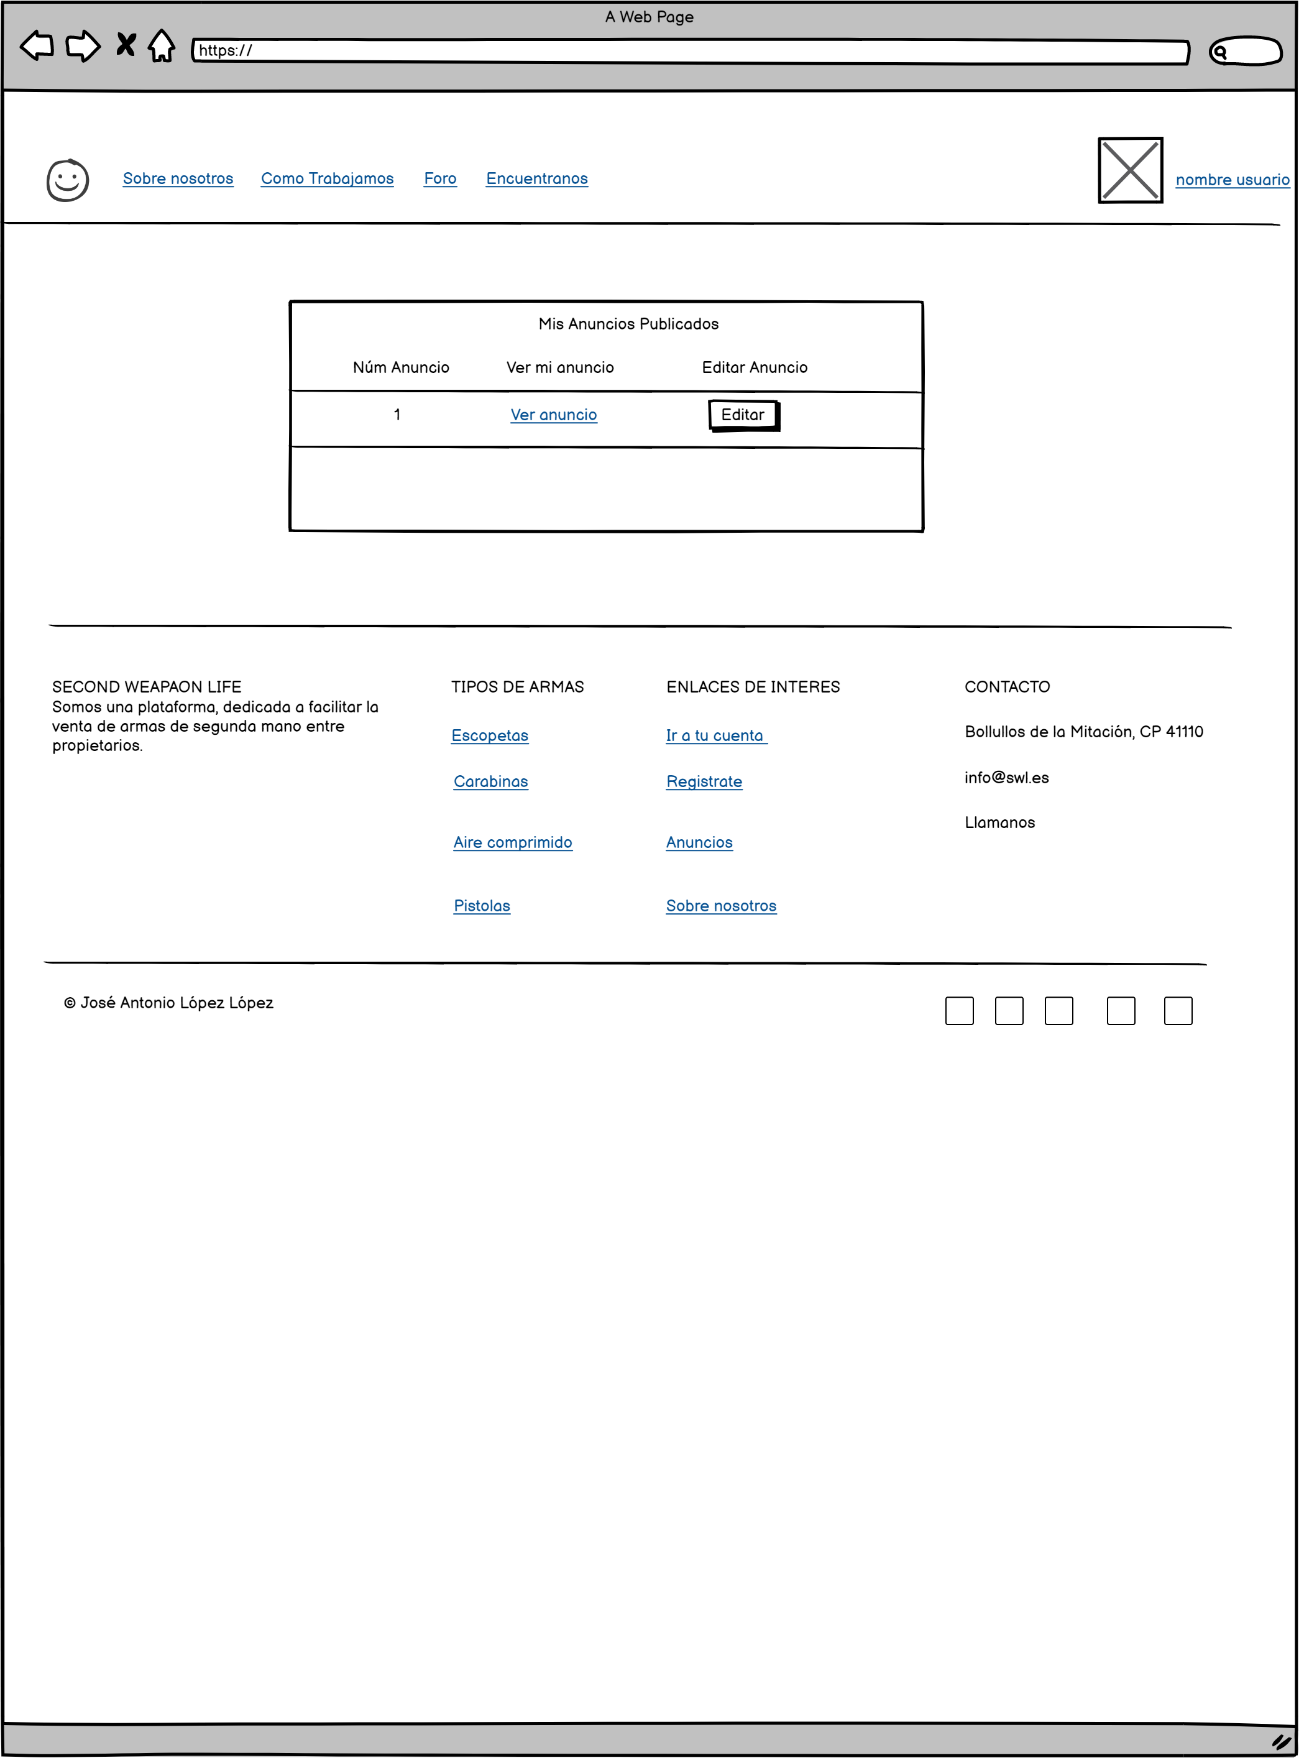 A Web Page
https://
Sobre nosotros Como Trabajamos Foro Encuentranos nombre usuario
Mis Anuncios Publicados
Núm Anuncio Ver mi anuncio Editar Anuncio
1 Ver anuncio Editar
SECOND WEAPAON LIFE
Somos una plataforma, dedicada a facilitar la
venta de armas de segunda mano entre
propietarios.
TIPOS DE ARMAS
Escopetas
Carabinas
Aire comprimido
Pistolas
ENLACES DE INTERES
Ir a tu cuenta
Registrate
Anuncios
Sobre nosotros
CONTACTO
Bollullos de la Mitación, CP 41110
info@swl.es
Llamanos
© José Antonio López López